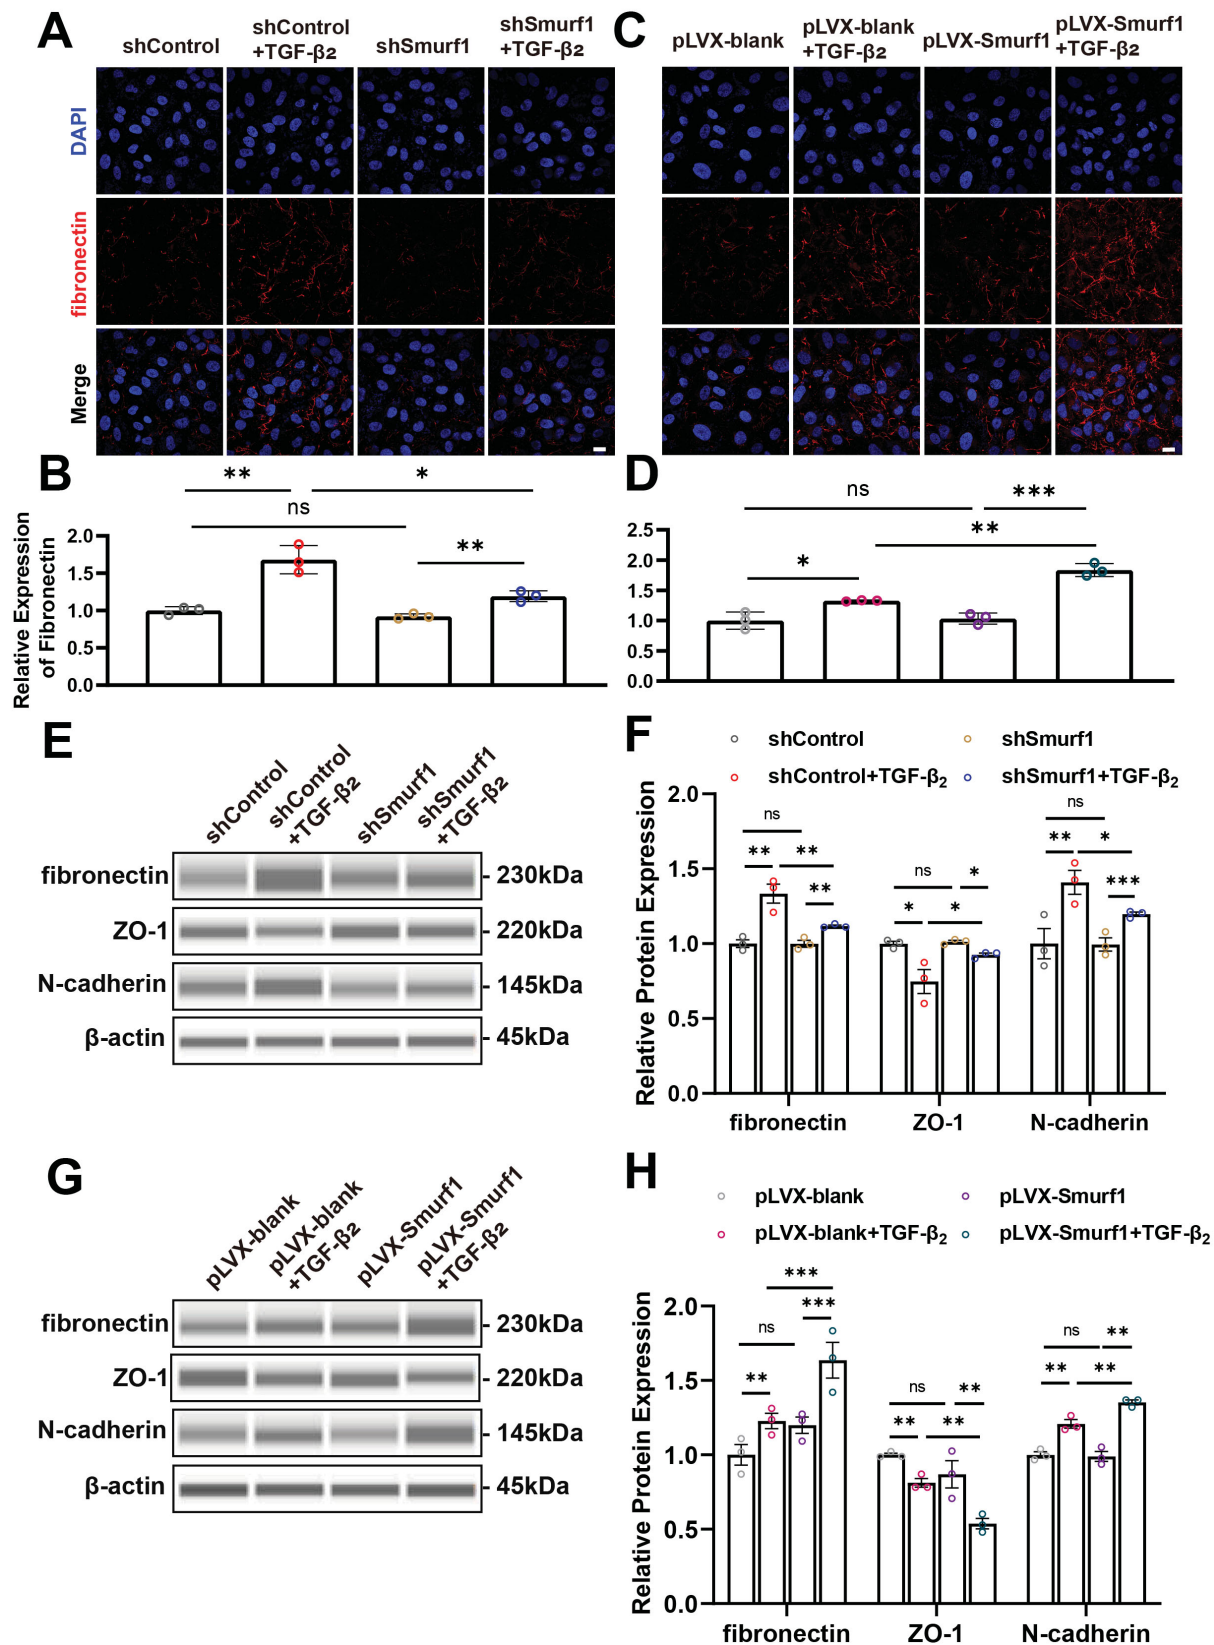 A
shControl
shControl
+TGF-β2
shSmurf1
shSmurf1
+TGF-β2
DAPI
fibronectin
Merge
C
pLVX-blank
pLVX-blank
+TGF-β2
pLVX-Smurf1
pLVX-Smurf1
+TGF-β2
B
** *
ns
**
Relative Expression
of Fibronectin
2.0
1.5
1.0
0.5
0.0
D
ns ***
**
*
2.5
2.0
1.5
1.0
0.5
0.0
E
shControl
shControl
+TGF-β2
shSmurf1
shSmurf1
+TGF-β2
fibronectin - 230kDa
ZO-1 - 220kDa
N-cadherin - 145kDa
β-actin - 45kDa
F
shControl shSmurf1
shControl+TGF-β2 shSmurf1+TGF-β2
Relative Protein Expression
2.0
1.5
1.0
0.5
0.0
ns
** **
**
ns *
* *
ns
** *
***
fibronectin ZO-1 N-cadherin
G
pLVX-blank
pLVX-blank
+TGF-β2
pLVX-Smurf1
pLVX-Smurf1
+TGF-β2
fibronectin - 230kDa
ZO-1 - 220kDa
N-cadherin - 145kDa
β-actin - 45kDa
H
pLVX-blank pLVX-Smurf1
pLVX-blank+TGF-β2 pLVX-Smurf1+TGF-β2
Relative Protein Expression
2.0
1.5
1.0
0.5
0.0
***
ns ***
**
ns **
** **
ns **
** **
fibronectin ZO-1 N-cadherin